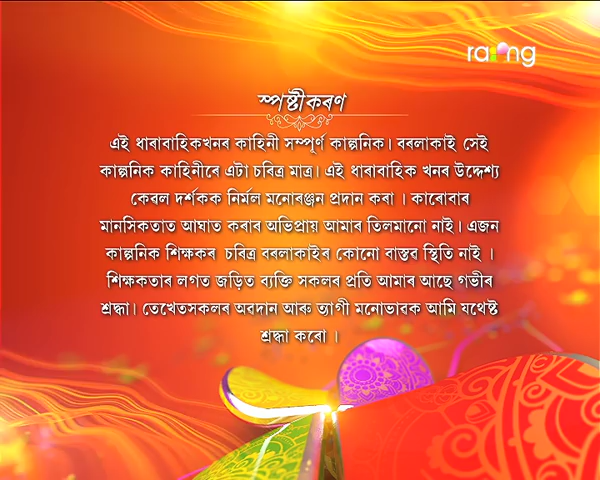 rang
স্পষ্টীকৰণ
এই ধাৰাবাহিকখনৰ কাহিনী সম্পূৰ্ণ কাল্পনিক। বৰলাকাই সেই
কাল্পনিক কাহিনীৰে এটা চৰিত্ৰ মাত্ৰ। এই ধাৰাবাহিক খনৰ উদ্দেশ্য
কেৱল দৰ্শকক নিৰ্মল মনোৰঞ্জন প্ৰদান কৰা । কাৰোবাৰ
মানসিকতাত আঘাত কৰাৰ অভিপ্ৰায় আমাৰ তিলমানো নাই। এজন
কাল্পনিক শিক্ষকৰ চৰিত্ৰ বৰলাকাইৰ কোনো বাস্তৱ স্থিতি নাই ।
শিক্ষকতাৰ লগত জড়িত ব্যক্তি সকলৰ প্ৰতি আমাৰ আছে গভীৰ
শ্ৰদ্ধা। তেখেতসকলৰ অৱদান আৰু ত্যাগী মনোভাৱক আমি যথেষ্ট
শ্ৰদ্ধা কৰো ।